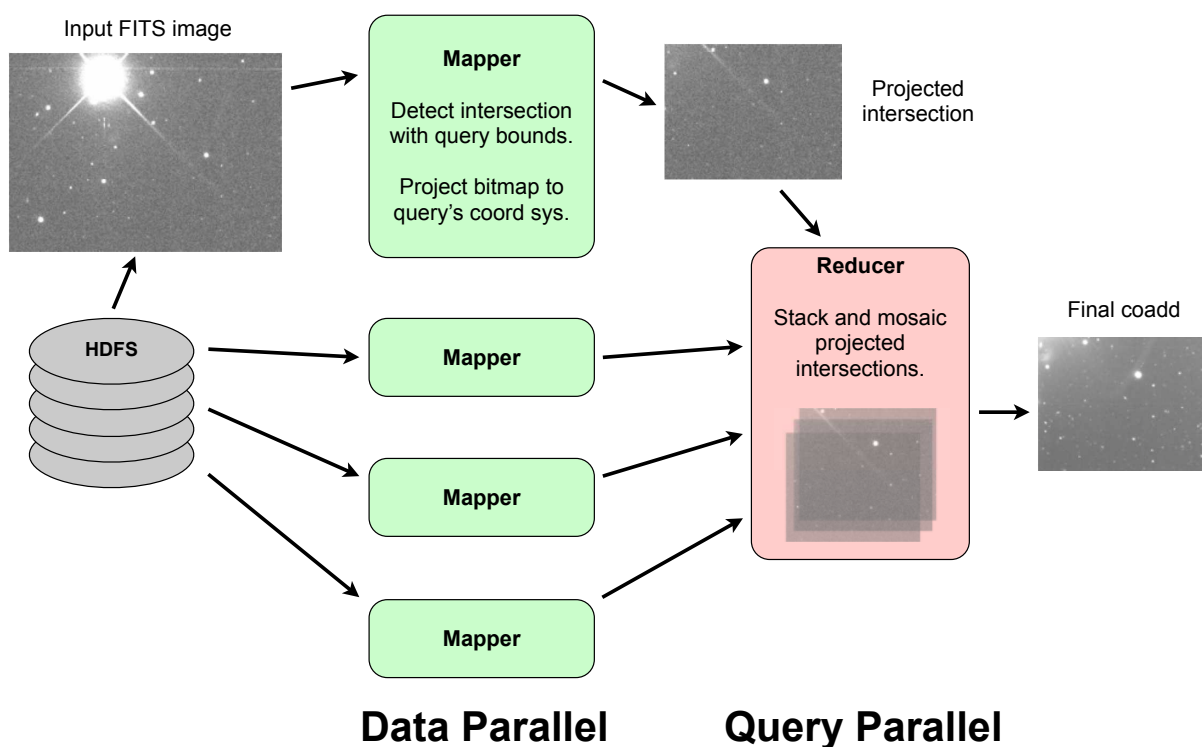 Input FITS image
Mapper
Detect intersection
with query bounds.
Project bitmap to
query's coord sys.
Projected
intersection
HDFS
Mapper
Mapper
Mapper
Reducer
Stack and mosaic
projected
intersections.
Final coadd
Data Parallel
Query Parallel